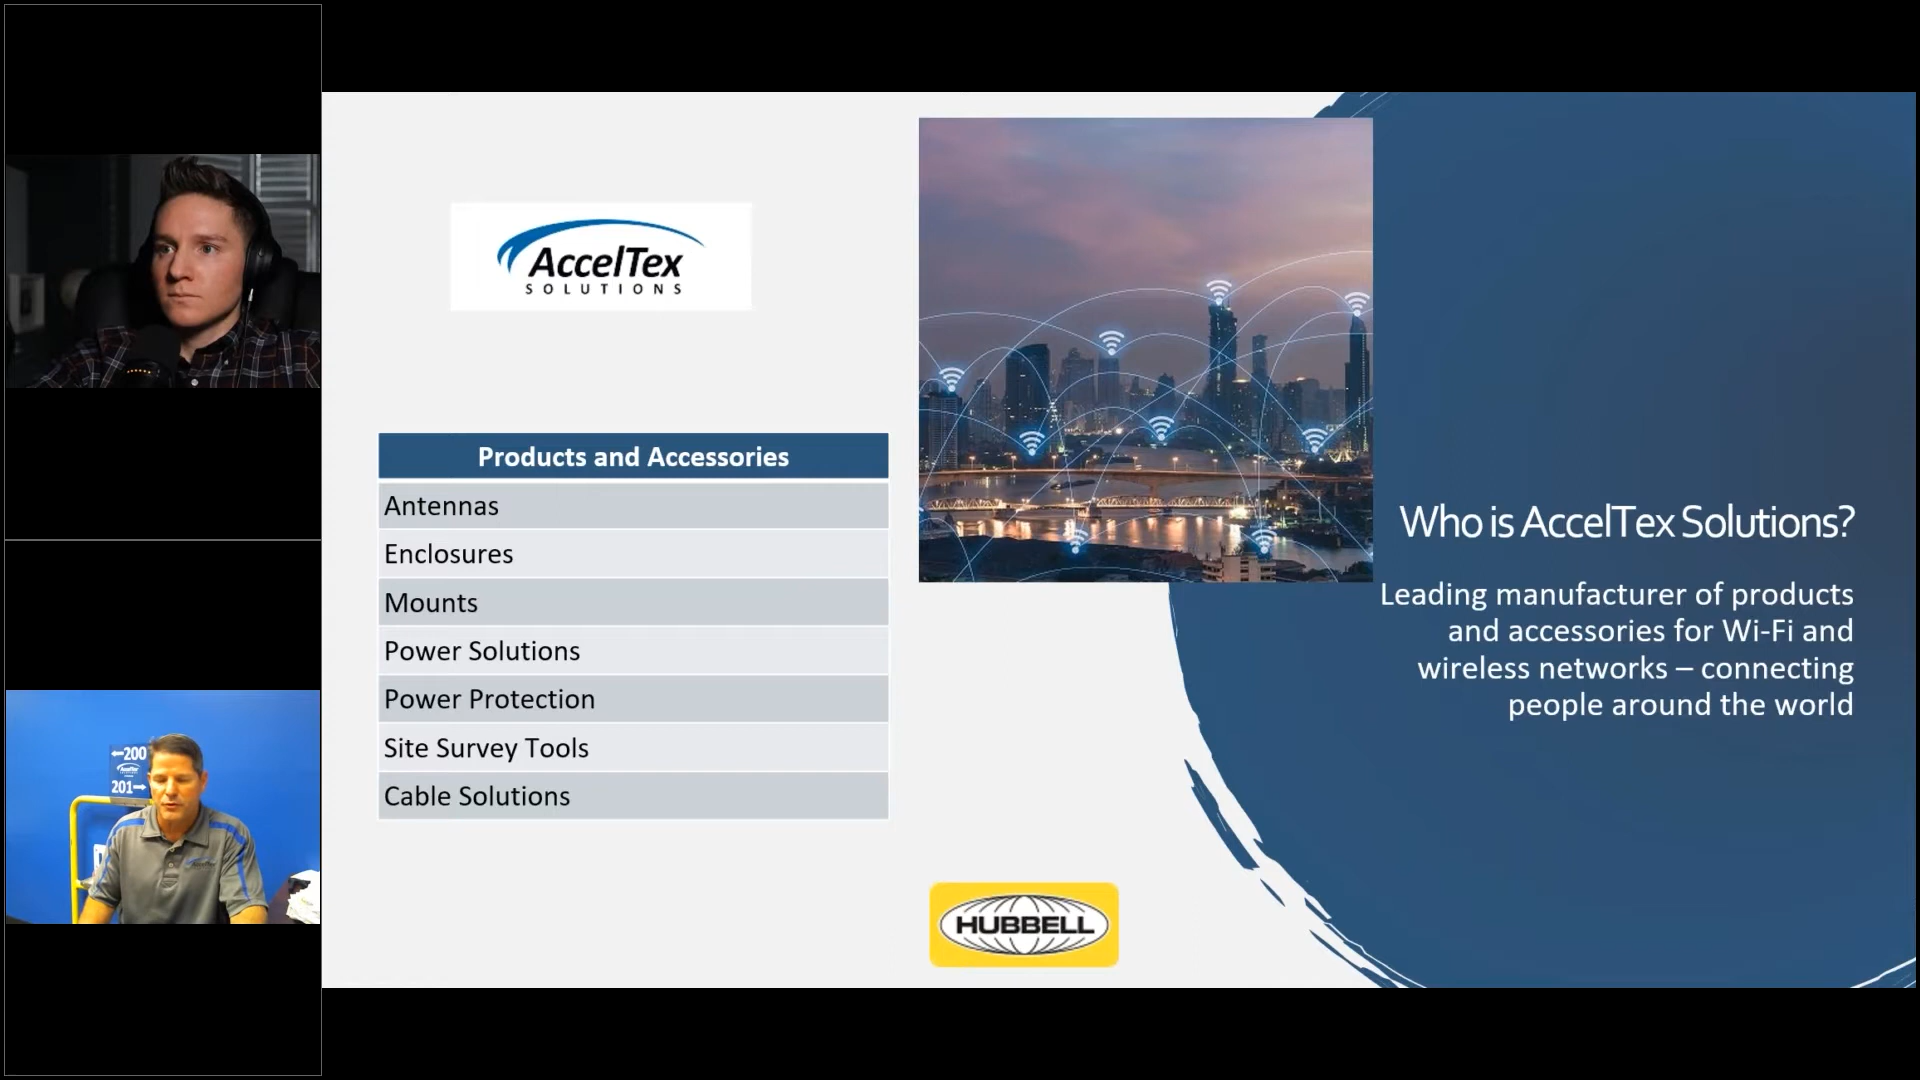 AccelTex
SOLUTIONS
Products and Accessories
Antennas
Enclosures
Mounts
Power Solutions
Power Protection
Site Survey Tools
Cable Solutions
Who is AccelTex Solutions?
Leading manufacturer of products
and accessories for Wi-Fi and
wireless networks – connecting
people around the world
HUBBELL
←200
AccelTex
201→